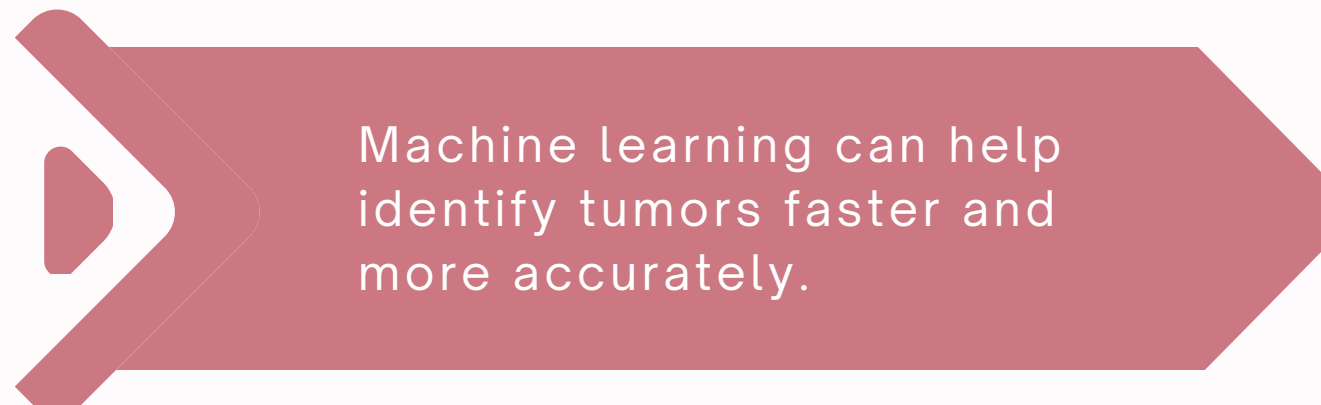 Machine learning can help
identify tumors faster and
more accurately.